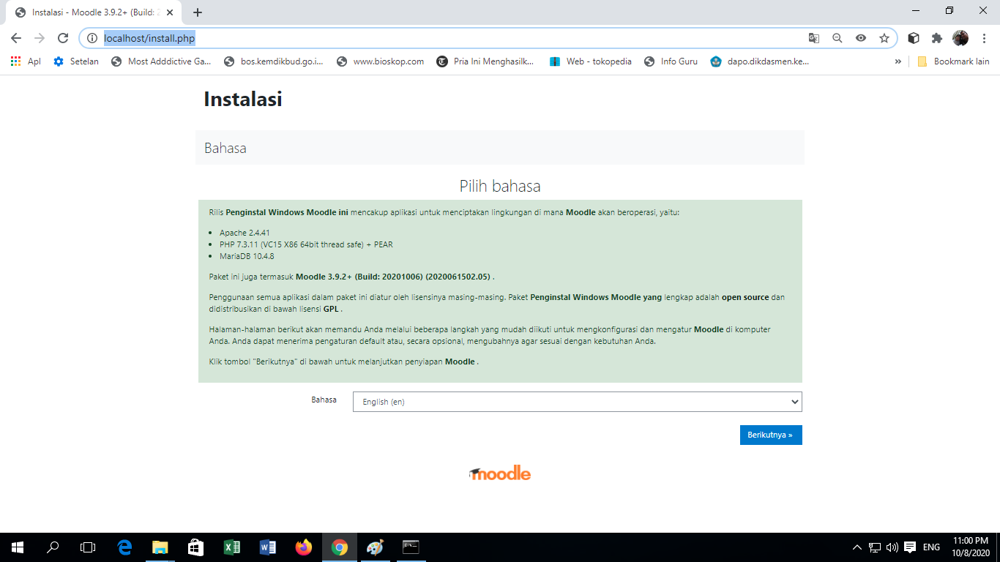 Instalasi - Moodle 3.9.2+ (Build: 2
localhost/install.php
Apl
Setelan
Most Adddictive Ga...
bos.kemdikbud.go.i...
www.bioskop.com
Pria Ini Menghasilk...
Web - tokopedia
Info Guru
dapo.dikdasmen.ke...
»
Bookmark lain
Instalasi
Bahasa
Pilih bahasa
Rilis Penginstal Windows Moodle ini mencakup aplikasi untuk menciptakan lingkungan di mana Moodle akan beroperasi, yaitu:
• Apache 2.4.41
• PHP 7.3.11 (VC15 X86 64bit thread safe) + PEAR
• MariaDB 10.4.8
Paket ini juga termasuk Moodle 3.9.2+ (Build: 20201006) (2020061502.05) .
Penggunaan semua aplikasi dalam paket ini diatur oleh lisensinya masing-masing. Paket Penginstal Windows Moodle yang lengkap adalah open source dan
didistribusikan di bawah lisensi GPL .
Halaman-halaman berikut akan memandu Anda melalui beberapa langkah yang mudah diikuti untuk mengkonfigurasi dan mengatur Moodle di komputer
Anda. Anda dapat menerima pengaturan default atau, secara opsional, mengubahnya agar sesuai dengan kebutuhan Anda.
Klik tombol "Berikutnya" di bawah untuk melanjutkan penyiapan Moodle .
Bahasa
English (en)
Berikutnya »
moodle
ENG
11:00 PM
10/8/2020